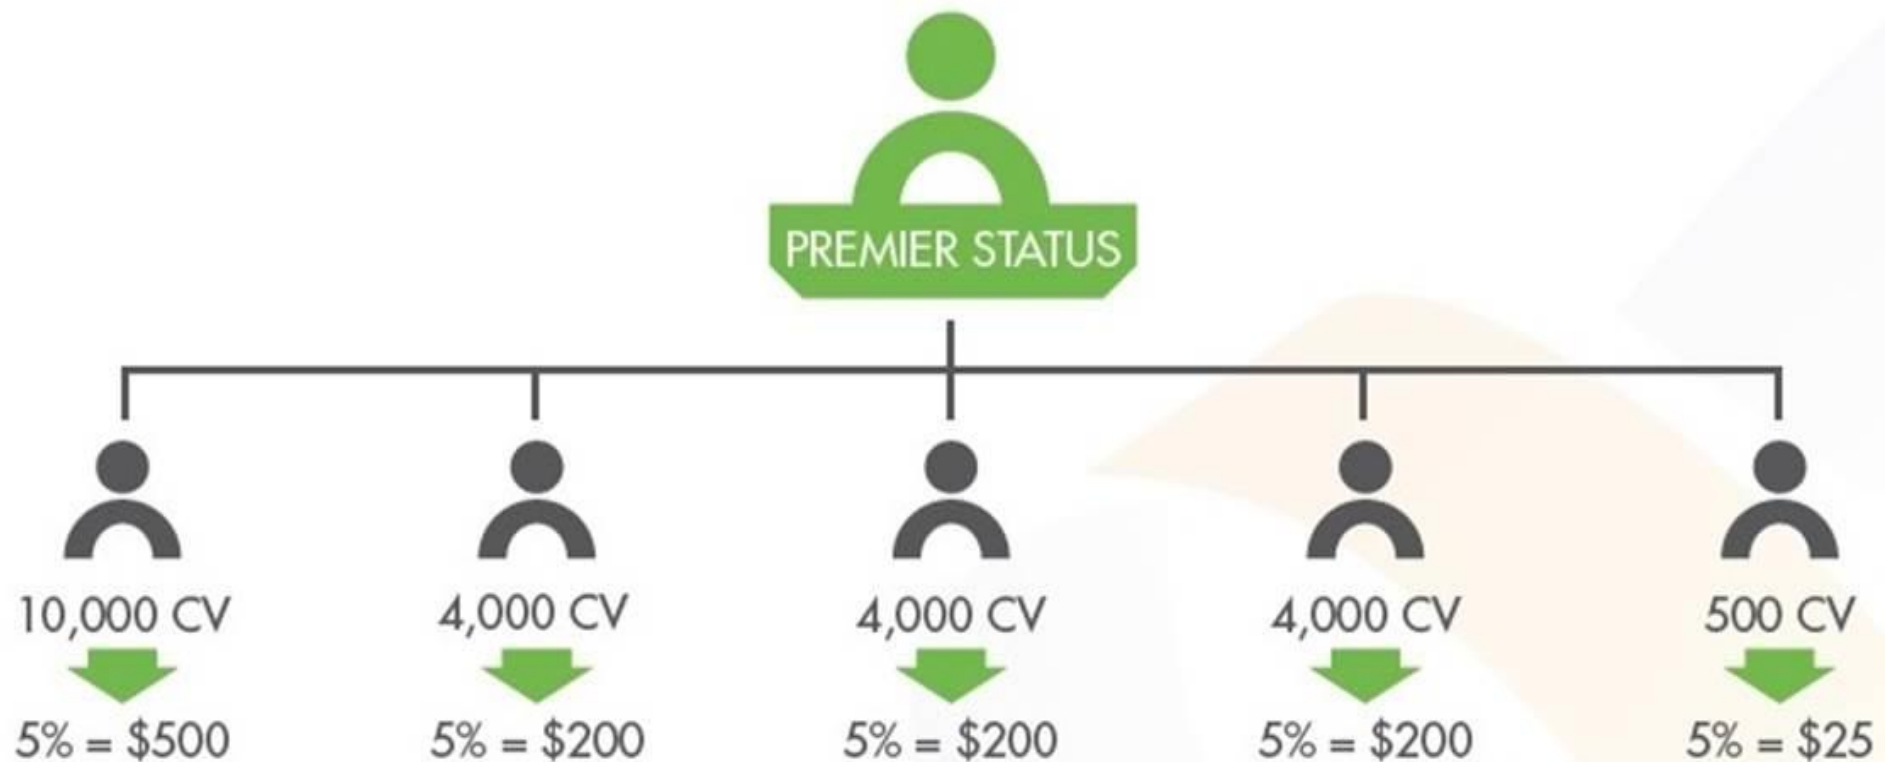 PREMIER STATUS
10,000 CV
4,000 CV
4,000 CV
4,000 CV
500 CV
5% = $500
5% = $200
5% = $200
5% = $200
5% = $25